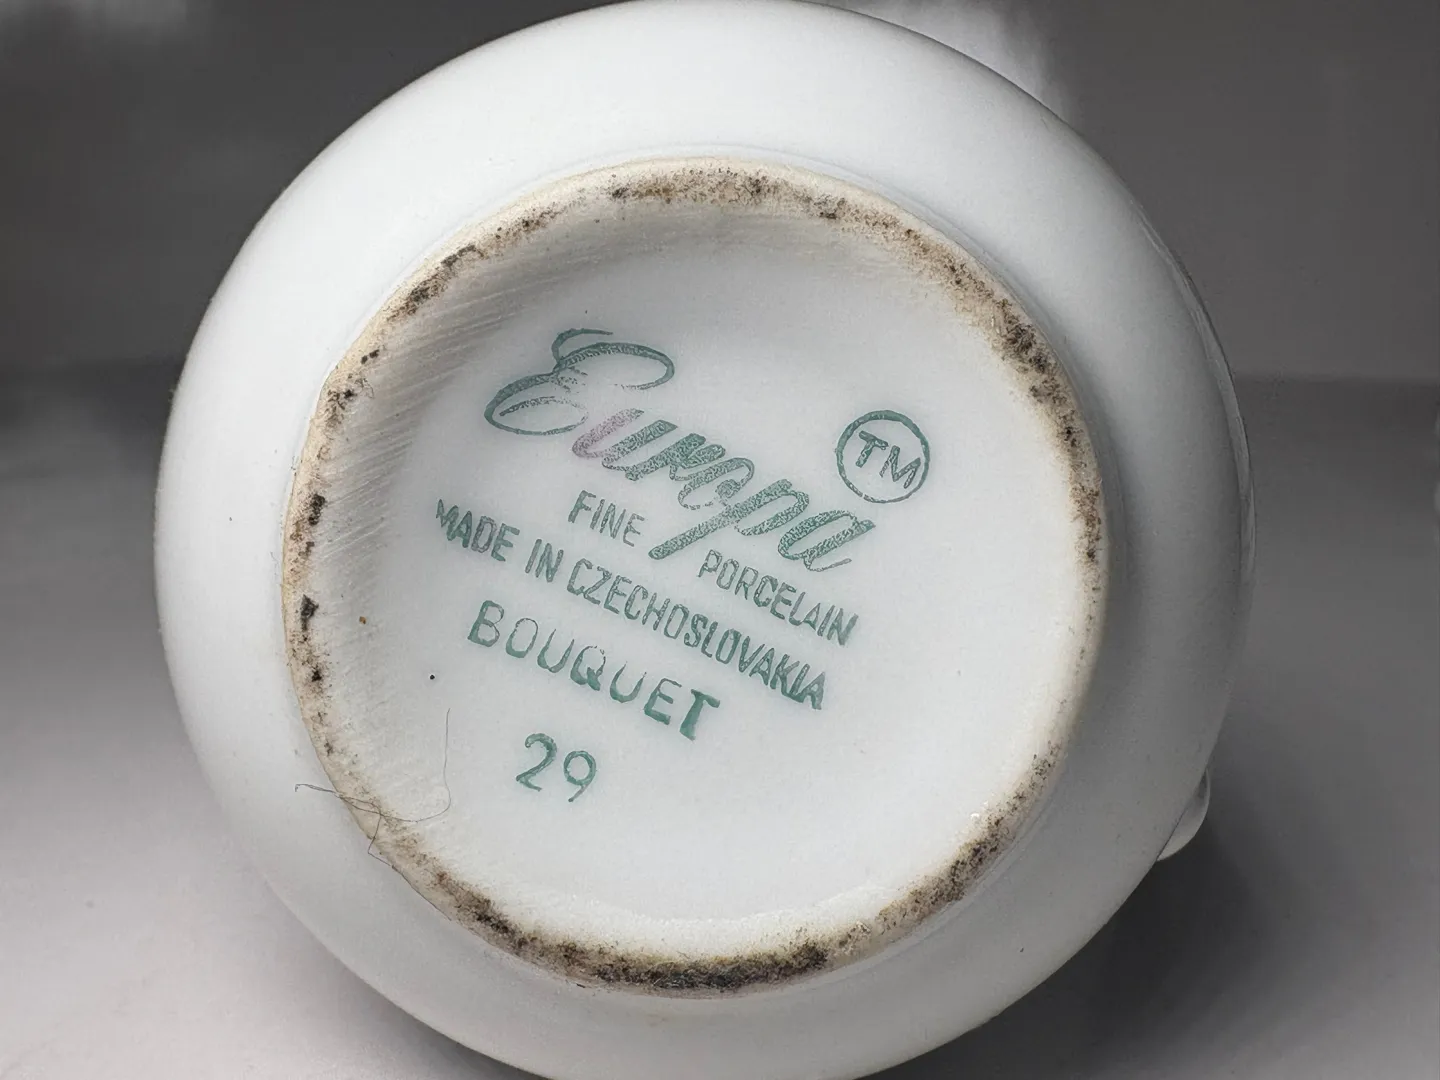 Europa
TM
FINE PORCELAIN
MADE IN CZECHOSLOVAKIA
BOUQUET
29